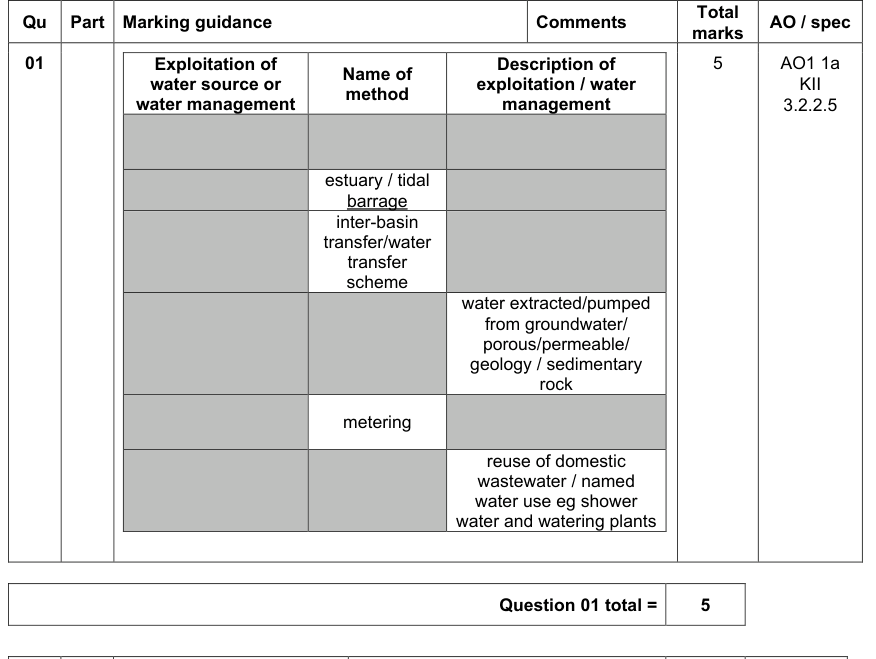 Qu Part Marking guidance Comments Total marks AO / spec
01
Exploitation of
water source or
water management
Name of
method
Description of
exploitation / water
management
5
AO1 1a
KII
3.2.2.5
estuary / tidal
barrage
inter-basin
transfer/water
transfer
scheme
water extracted/pumped
from groundwater/
porous/permeable/
geology / sedimentary
rock
metering
reuse of domestic
wastewater / named
water use eg shower
water and watering plants
Question 01 total = 5